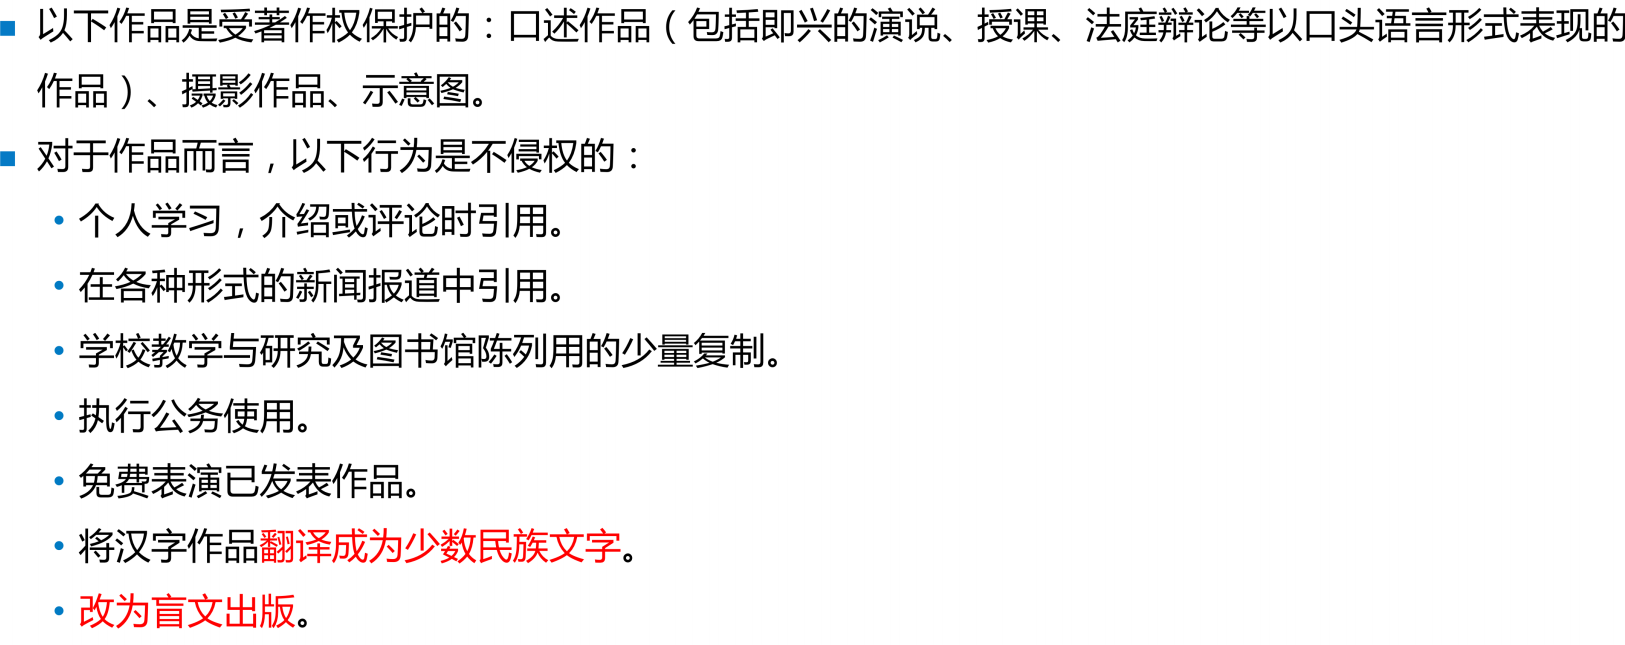 ■ 以下作品是受著作权保护的：口述作品（包括即兴的演说、授课、法庭辩论等以口头语言形式表现的
作品）、摄影作品、示意图。
■ 对于作品而言，以下行为是不侵权的：
• 个人学习，介绍或评论时引用。
• 在各种形式的新闻报道中引用。
• 学校教学与研究及图书馆陈列用的少量复制。
• 执行公务使用。
• 免费表演已发表作品。
• 将汉字作品翻译成为少数民族文字。
• 改为盲文出版。